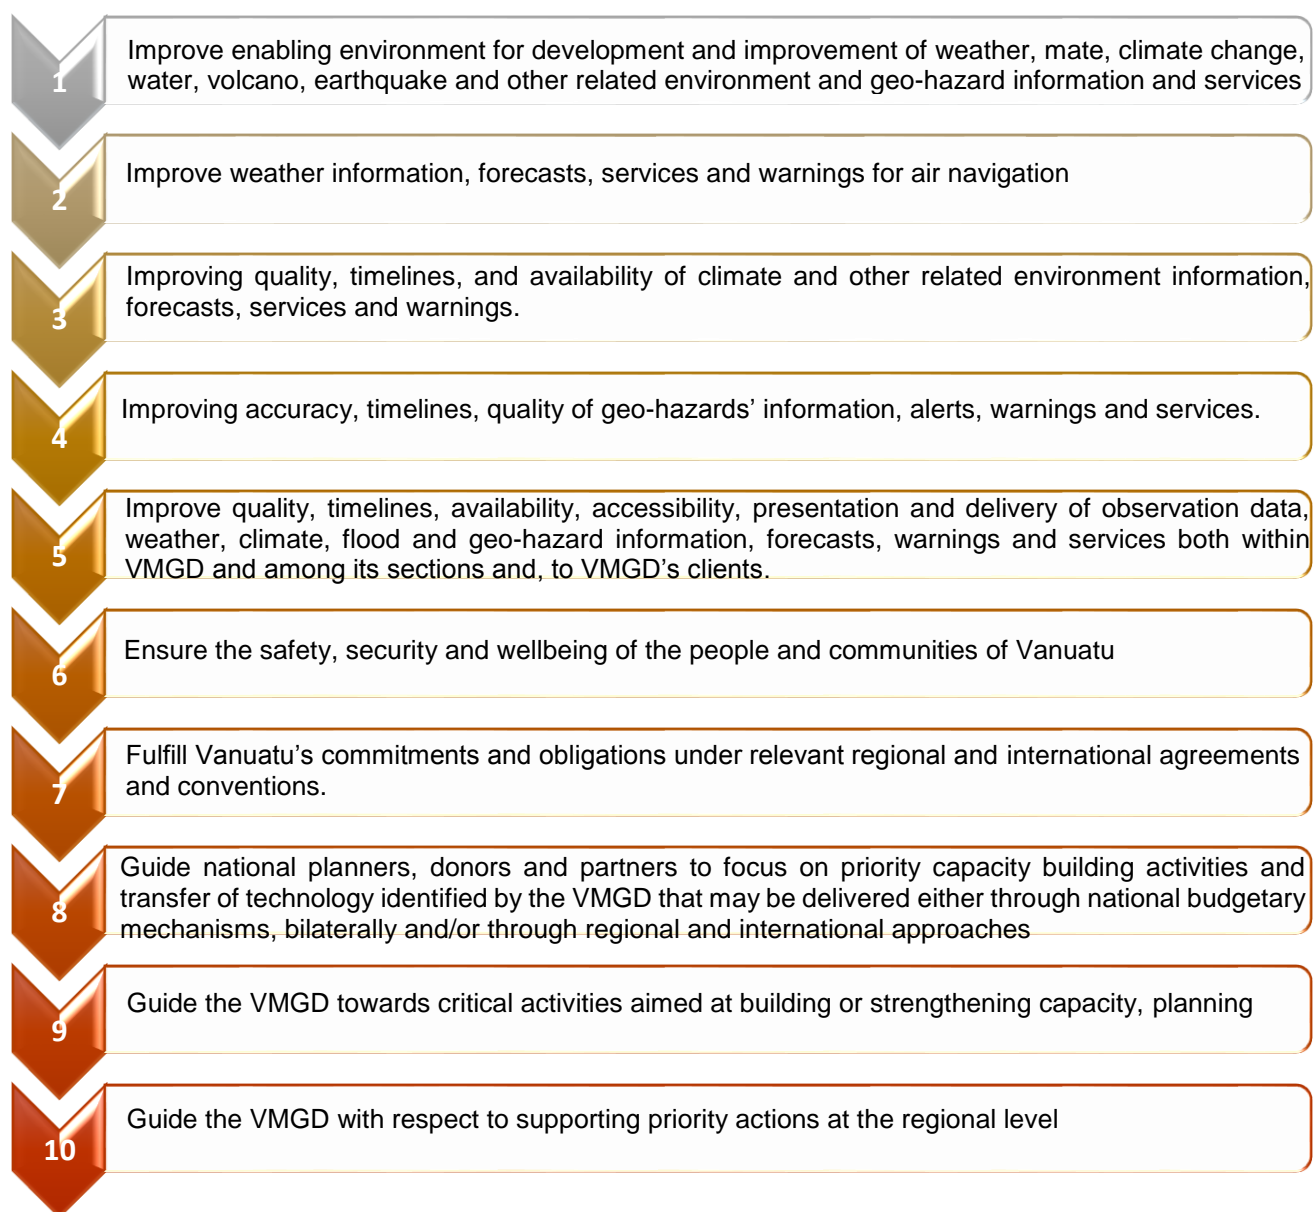 1
Improve enabling environment for development and improvement of weather, mate, climate change,
water, volcano, earthquake and other related environment and geo-hazard information and services
2
Improve weather information, forecasts, services and warnings for air navigation
3
Improving quality, timelines, and availability of climate and other related environment information,
forecasts, services and warnings.
4
Improving accuracy, timelines, quality of geo-hazards’ information, alerts, warnings and services.
5
Improve quality, timelines, availability, accessibility, presentation and delivery of observation data,
weather, climate, flood and geo-hazard information, forecasts, warnings and services both within
VMGD and among its sections and, to VMGD’s clients.
6
Ensure the safety, security and wellbeing of the people and communities of Vanuatu
7
Fulfill Vanuatu’s commitments and obligations under relevant regional and international agreements
and conventions.
8
Guide national planners, donors and partners to focus on priority capacity building activities and
transfer of technology identified by the VMGD that may be delivered either through national budgetary
mechanisms, bilaterally and/or through regional and international approaches
9
Guide the VMGD towards critical activities aimed at building or strengthening capacity, planning
10
Guide the VMGD with respect to supporting priority actions at the regional level